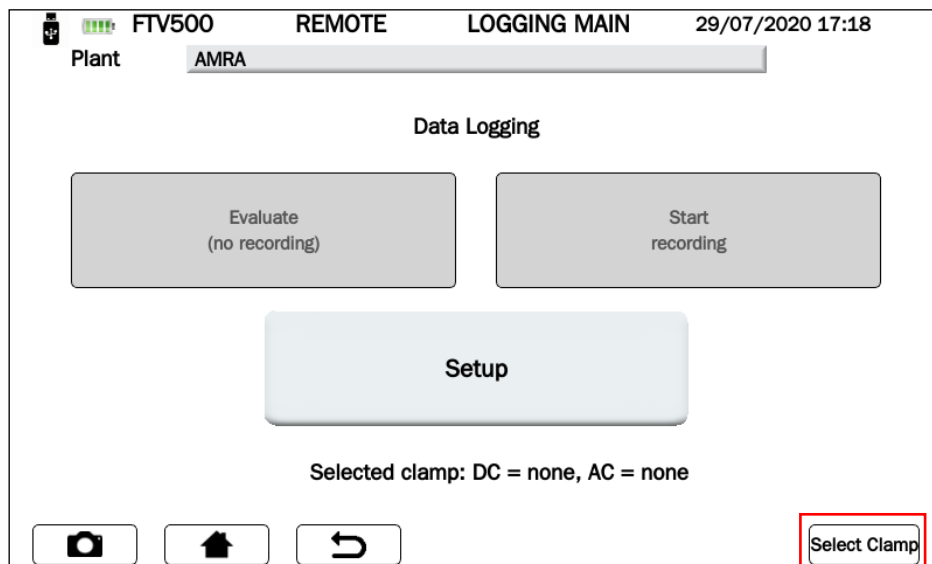 FTV500 REMOTE LOGGING MAIN 29/07/2020 17:18
Plant AMRA
Data Logging
Evaluate
(no recording)
Start
recording
Setup
Selected clamp: DC = none, AC = none
Select Clamp